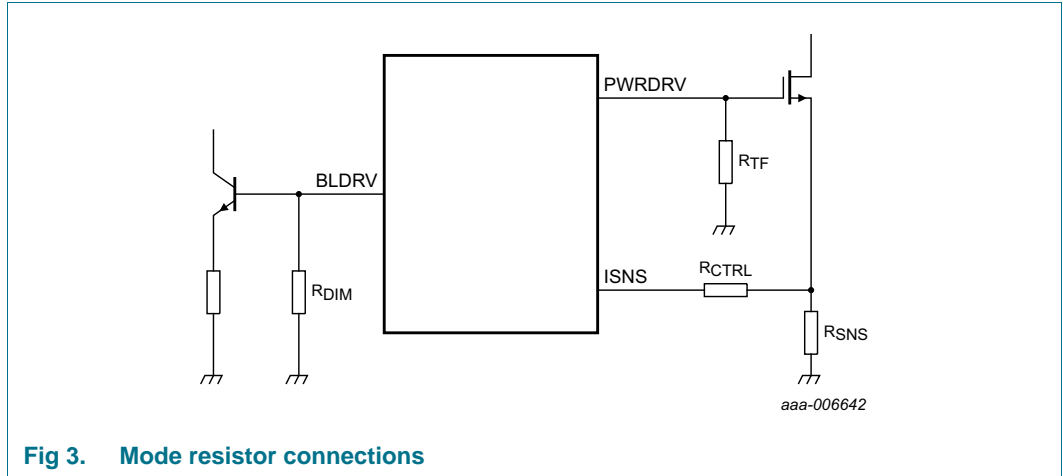 PWRDRV
RTF
BLDRV
ISNS
RCTRL
RDIM
RSNS
aaa-006642
Fig 3. Mode resistor connections